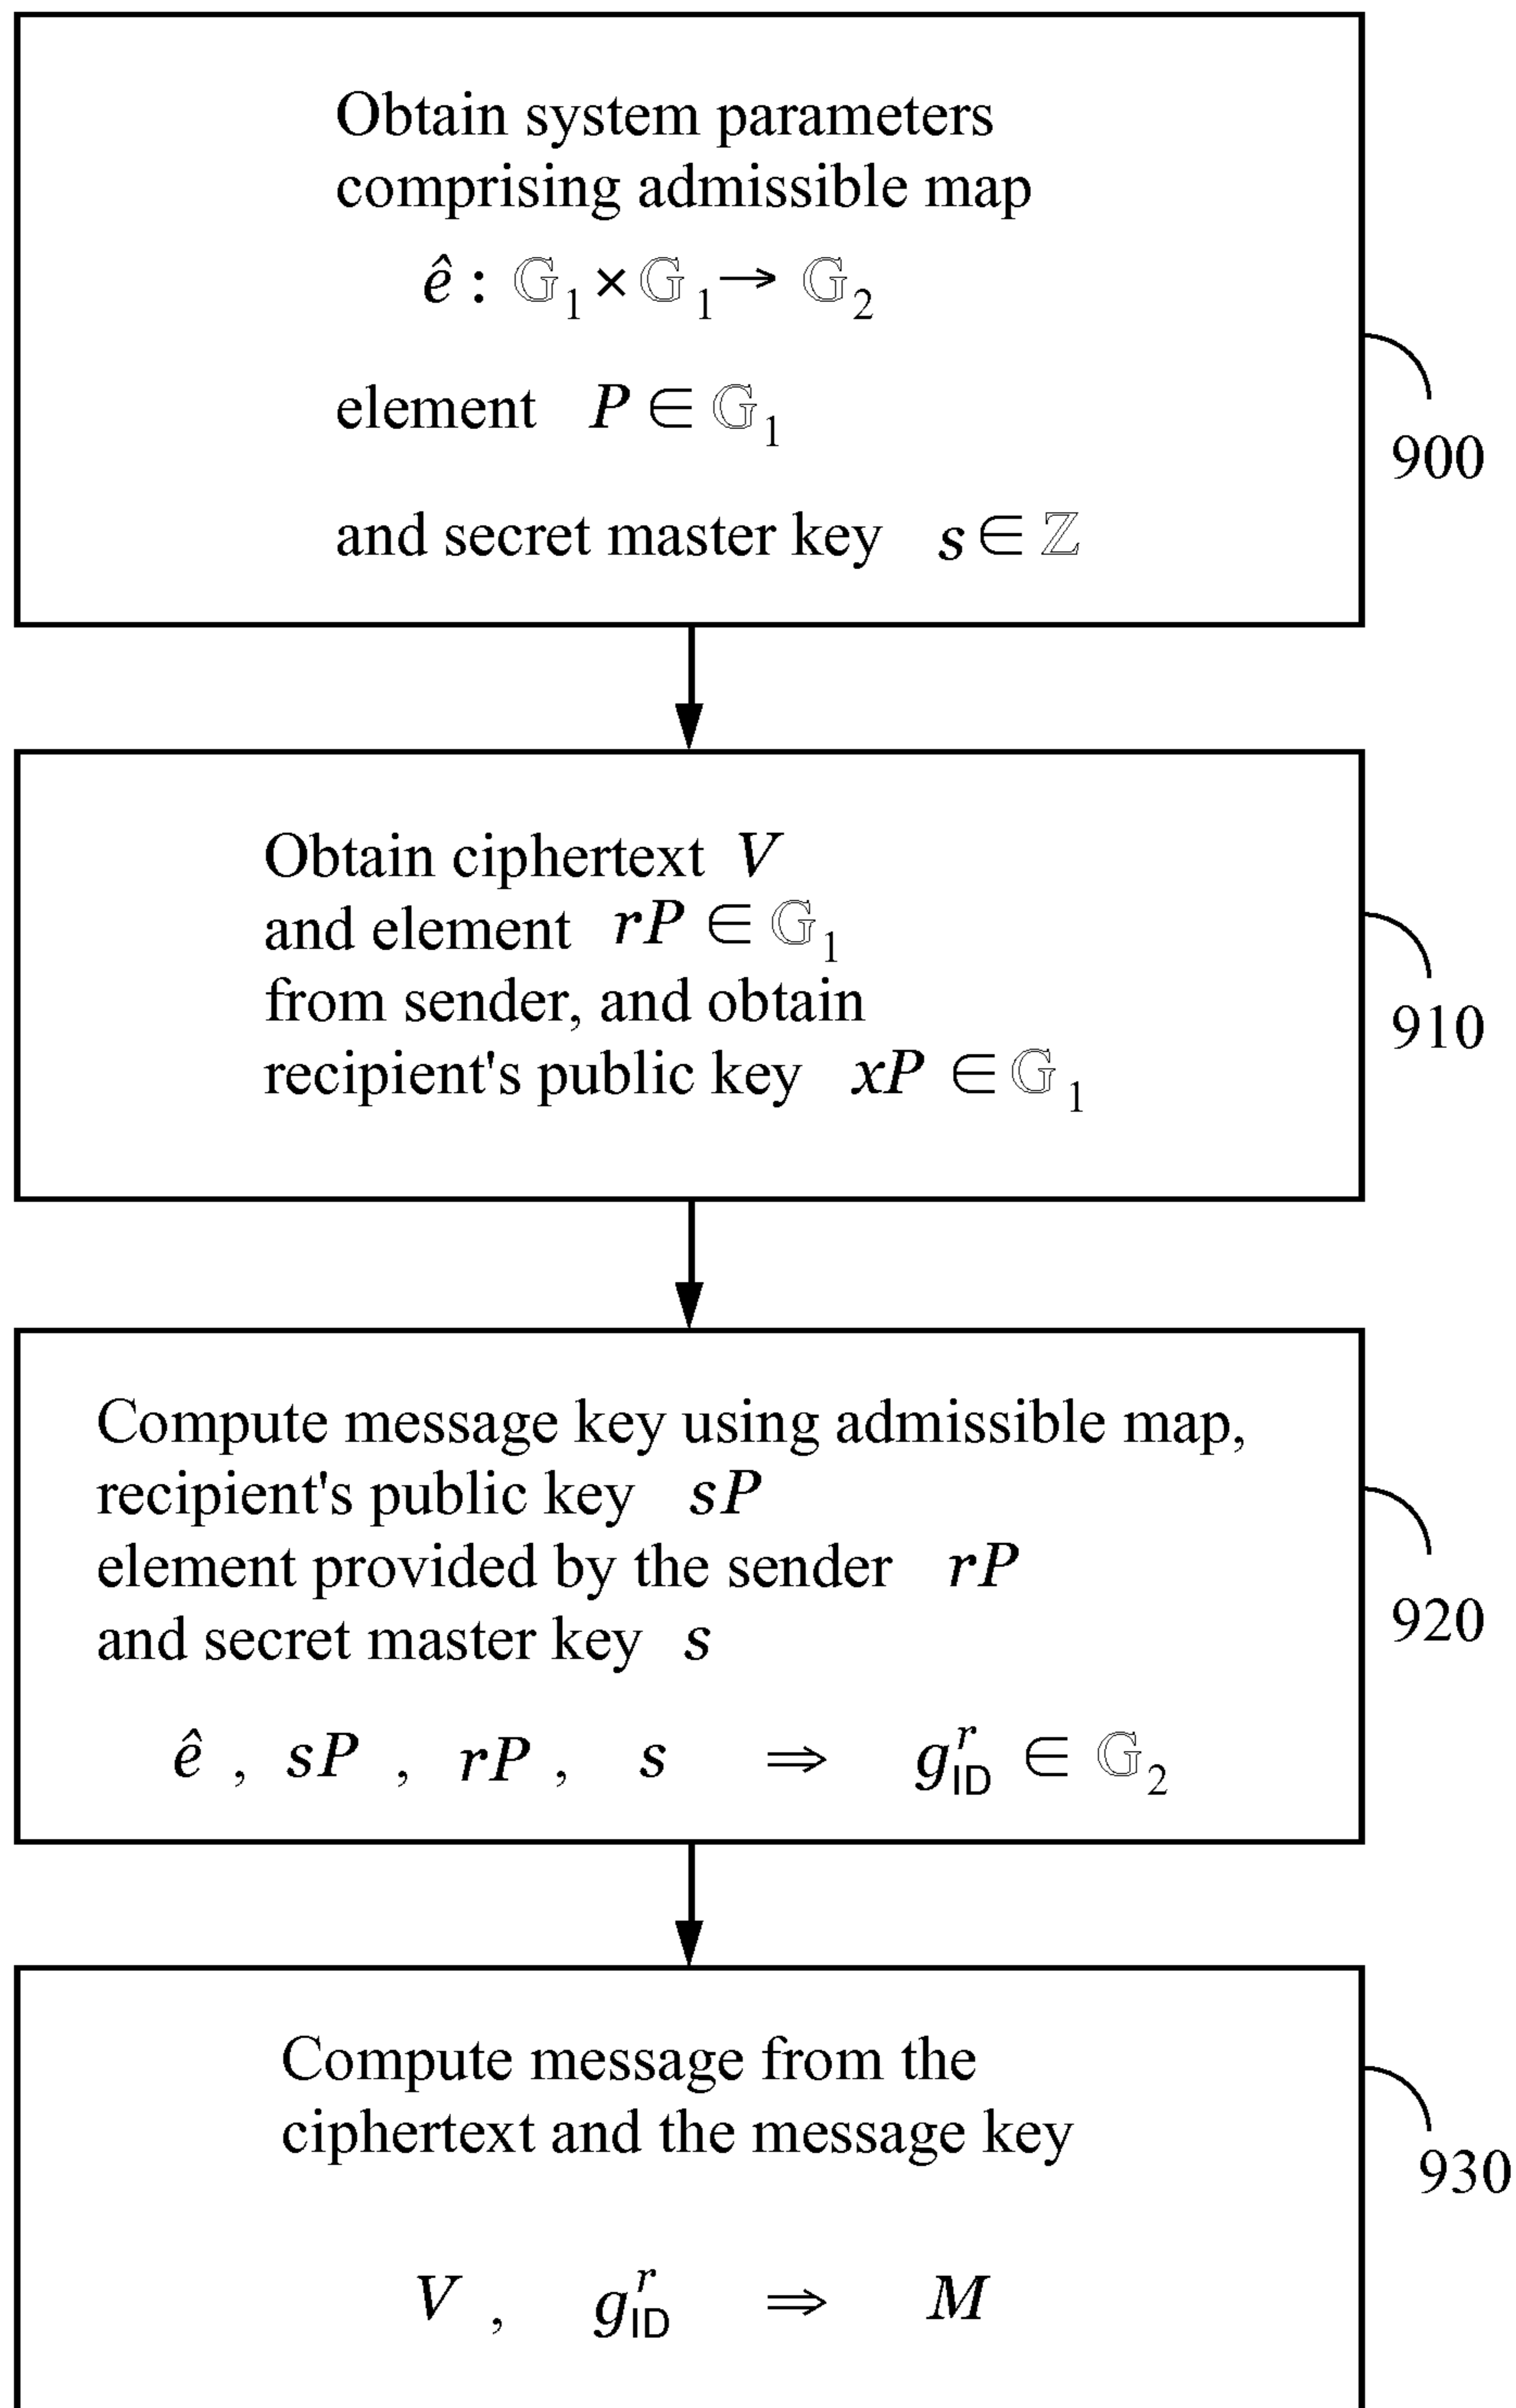 Obtain system parameters
comprising admissible map
ê : 𝔾₁ × 𝔾₁ → 𝔾₂
element P ∈ 𝔾₁
and secret master key s ∈ ℤ
900
Obtain ciphertext V
and element rP ∈ 𝔾₁
from sender, and obtain
recipient's public key xP ∈ 𝔾₁
910
Compute message key using admissible map,
recipient's public key sP
element provided by the sender rP
and secret master key s
ê , sP , rP , s ⇒ g_ID^r ∈ 𝔾₂
920
Compute message from the
ciphertext and the message key
V , g_ID^r ⇒ M
930